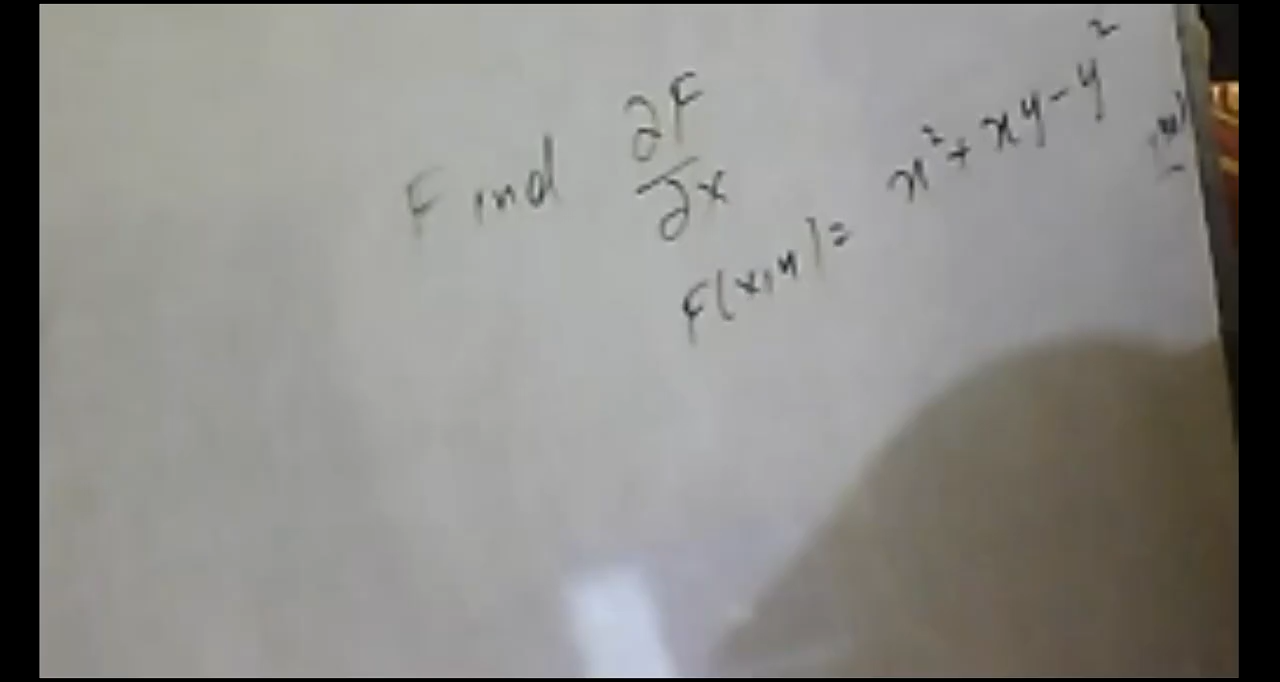 Find ∂F/∂x
F(x,y) = x² + xy - y²